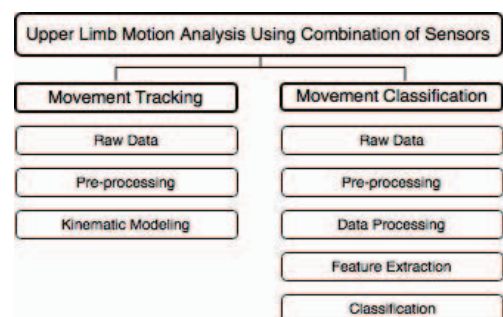 Upper Limb Motion Analysis Using Combination of Sensors
Movement Tracking
Raw Data
Pre-processing
Kinematic Modeling
Movement Classification
Raw Data
Pre-processing
Data Processing
Feature Extraction
Classification